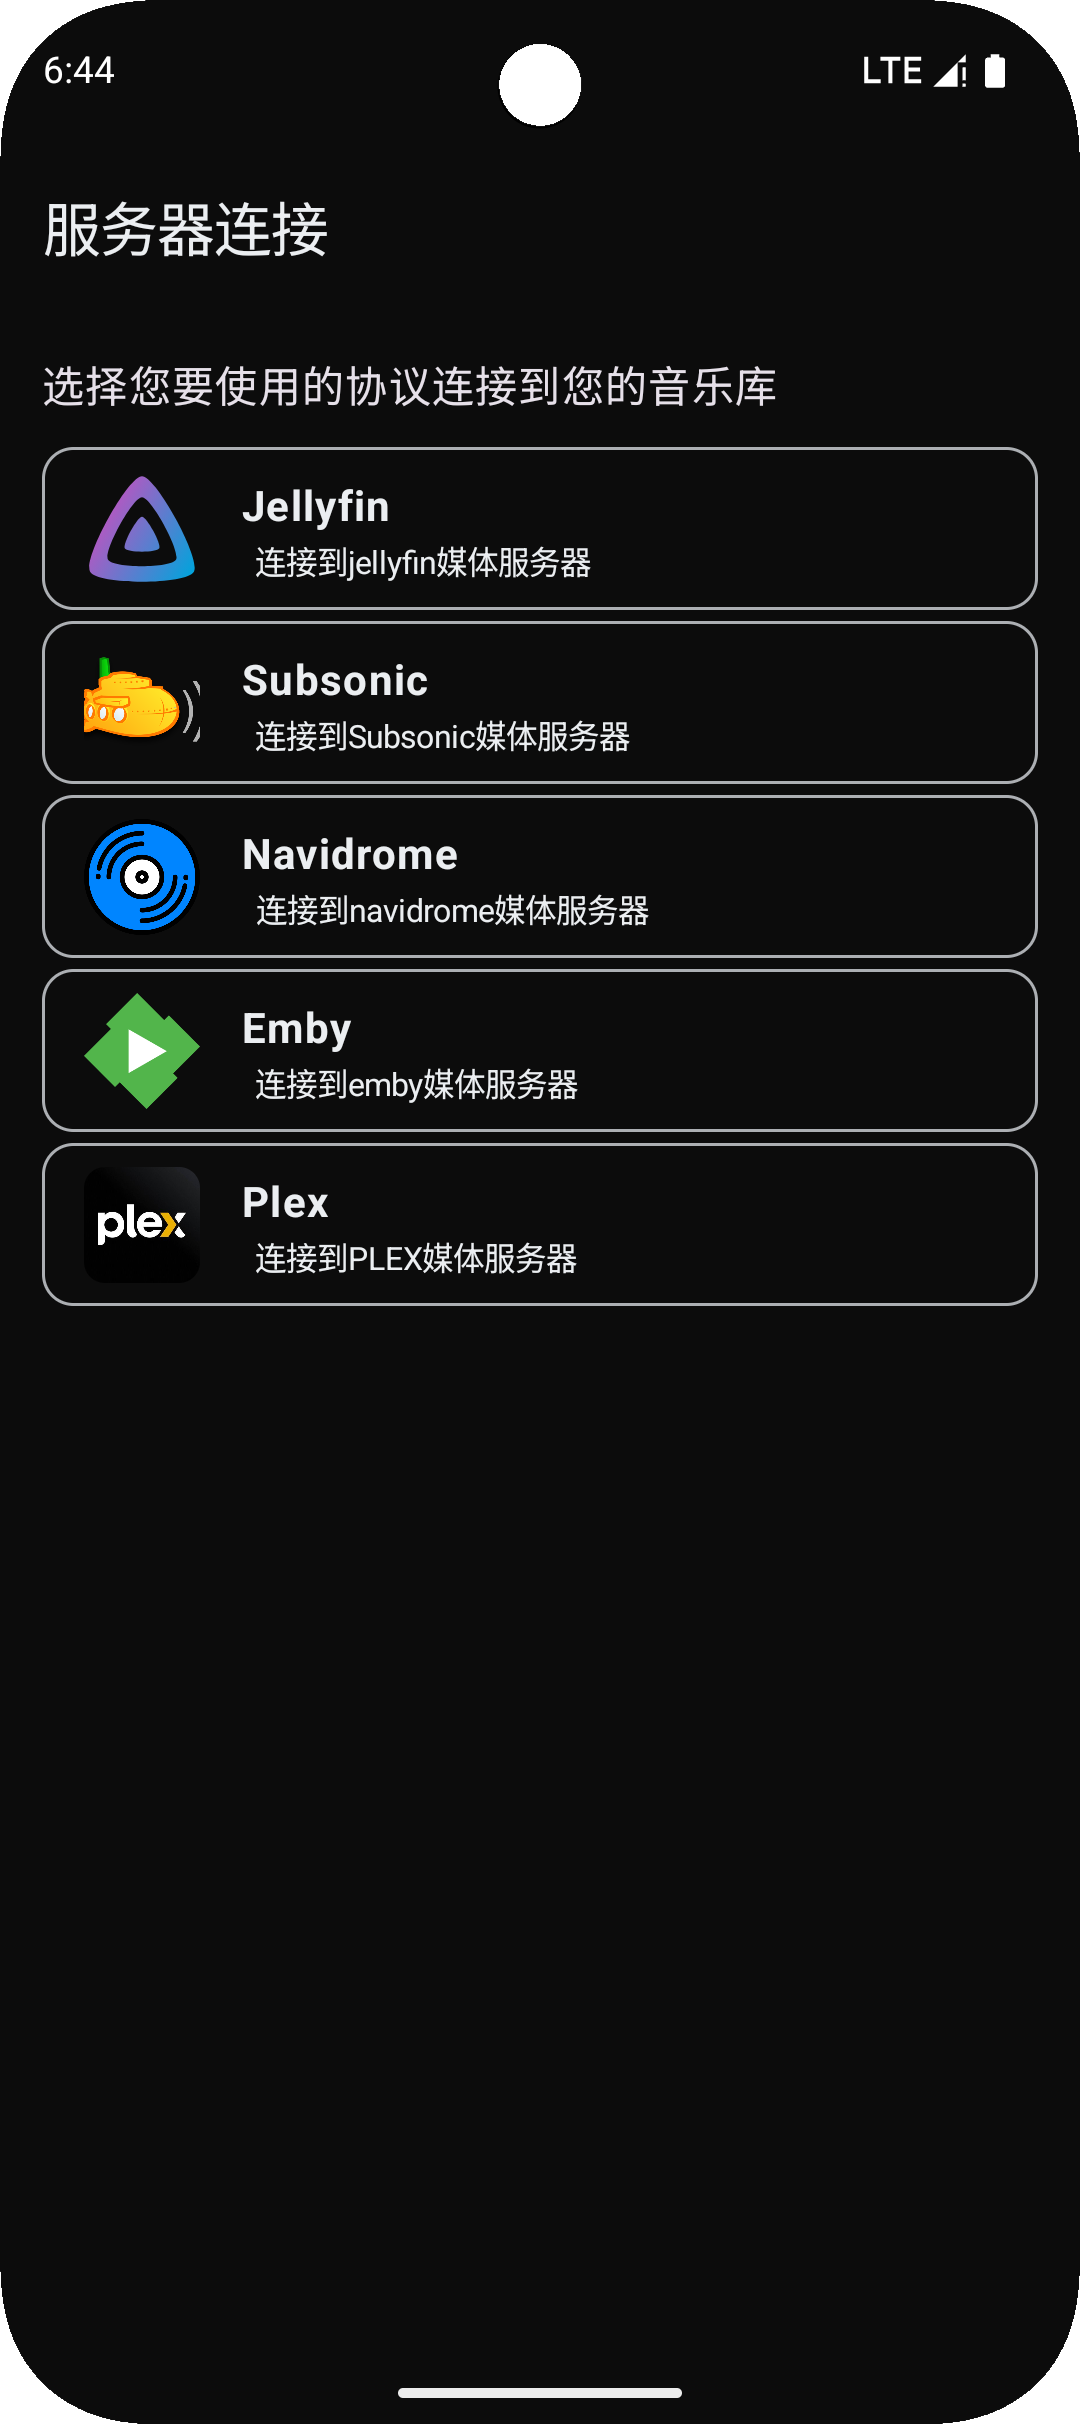 6:44
LTE
服务器连接
选择您要使用的协议连接到您的音乐库
Jellyfin
连接到jellyfin媒体服务器
Subsonic
连接到Subsonic媒体服务器
Navidrome
连接到navidrome媒体服务器
Emby
连接到emby媒体服务器
plex
Plex
连接到PLEX媒体服务器